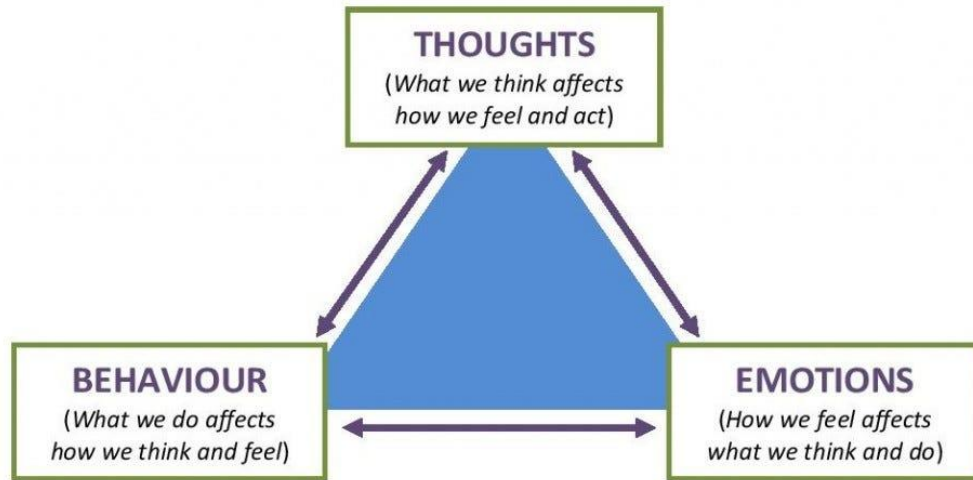 THOUGHTS
(What we think affects
how we feel and act)
BEHAVIOUR
(What we do affects
how we think and feel)
EMOTIONS
(How we feel affects
what we think and do)